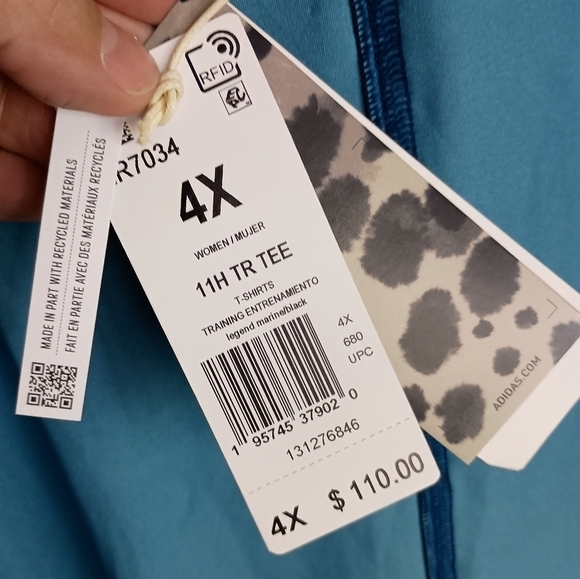 MADE IN PART WITH RECYCLED MATERIALS
FAIT EN PARTIE AVEC DES MATÉRIAUX RECYCLÉS
RFID
R7034
4X
WOMEN / MUJER
11H TR TEE
T-SHIRTS
TRAINING ENTRENAMIENTO
legend marine/black
4X
680
UPC
1 95745 37902 0
131276846
4X $110.00
ADIDAS.COM